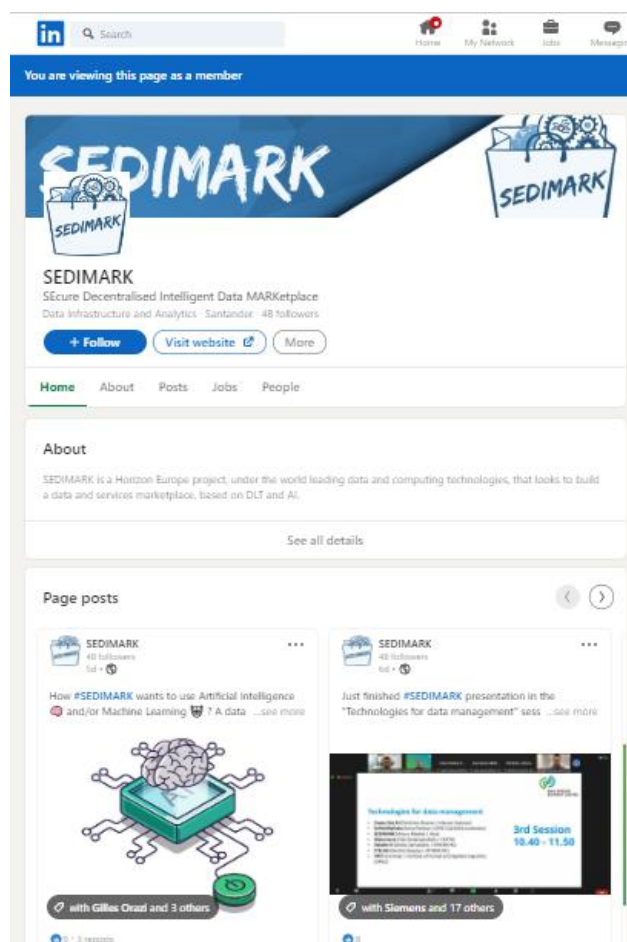 in
Search
Home
My Network
Jobs
You are viewing this page as a member
SEDIMARK
SEDIMARK
SEDIMARK
SEDIMARK
SEcure Decentralised Intelligent Data MARKetplace
Data Infrastructure and Analytics · Santander · 48 followers
+ Follow
Visit website
More
Home
About
Posts
Jobs
People
About
SEDIMARK is a Horizon Europe project, under the world leading data and computing technologies, that looks to build
a data and services marketplace, based on DLT and AI.
See all details
Page posts
SEDIMARK
48 followers
5d •
How #SEDIMARK wants to use Artificial Intelligence
and/or Machine Learning ? A data ...see more
with Gilles Orazi and 3 others
3 reposts
SEDIMARK
48 followers
6d •
Just finished #SEDIMARK presentation in the
"Technologies for data management" sess ...see more
Technologies for data management
3rd Session
10.40 - 11.50
with Siemens and 17 others